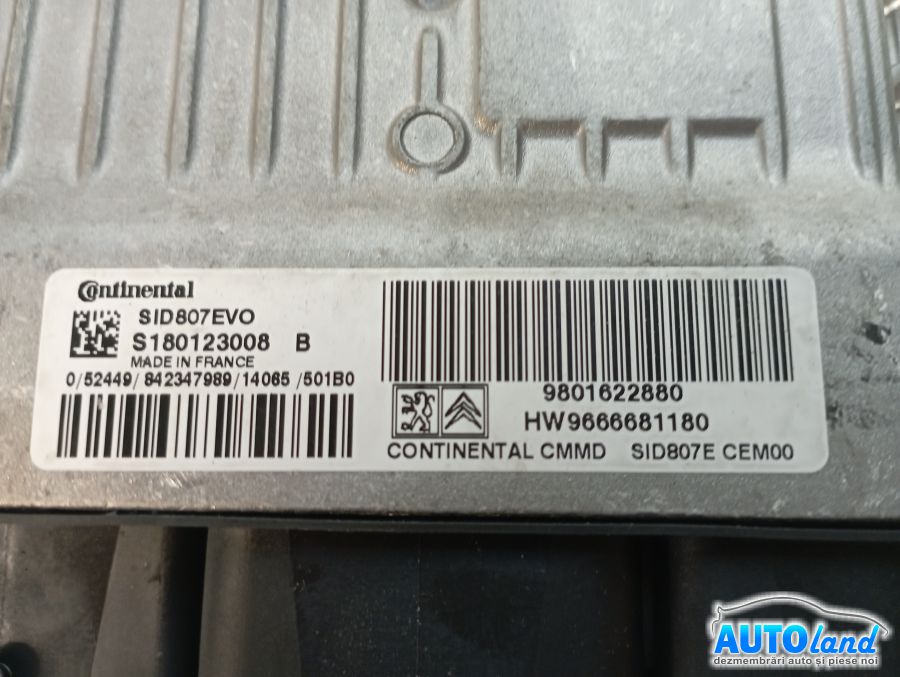 Continental
SID807EVO
S180123008 B
MADE IN FRANCE
0/52449/842347989/14065/501B0
9801622880
HW9666681180
CONTINENTAL CMMD SID807E CEM00
AUTOland
dezmembrări auto și piese noi